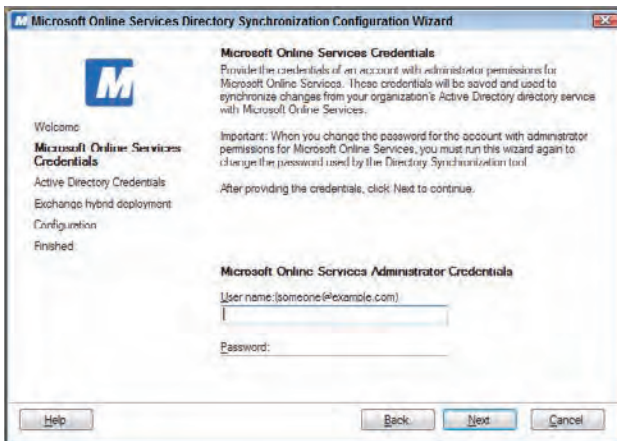 Microsoft Online Services Directory Synchronization Configuration Wizard
M
Welcome
Microsoft Online Services
Credentials
Active Directory Credentials
Exchange hybrid deployment
Configuration
Finished
Microsoft Online Services Credentials
Provide the credentials of an account with administrator permissions for
Microsoft Online Services. These credentials will be saved and used to
synchronize changes from your organization's Active Directory directory service
with Microsoft Online Services.
Important: When you change the password for the account with administrator
permissions for Microsoft Online Services, you must run this wizard again to
change the password used by the Directory Synchronization tool
After providing the credentials, click Next to continue.
Microsoft Online Services Administrator Credentials
User name:(someone@example.com)
Password:
Help
Back
Next
Cancel